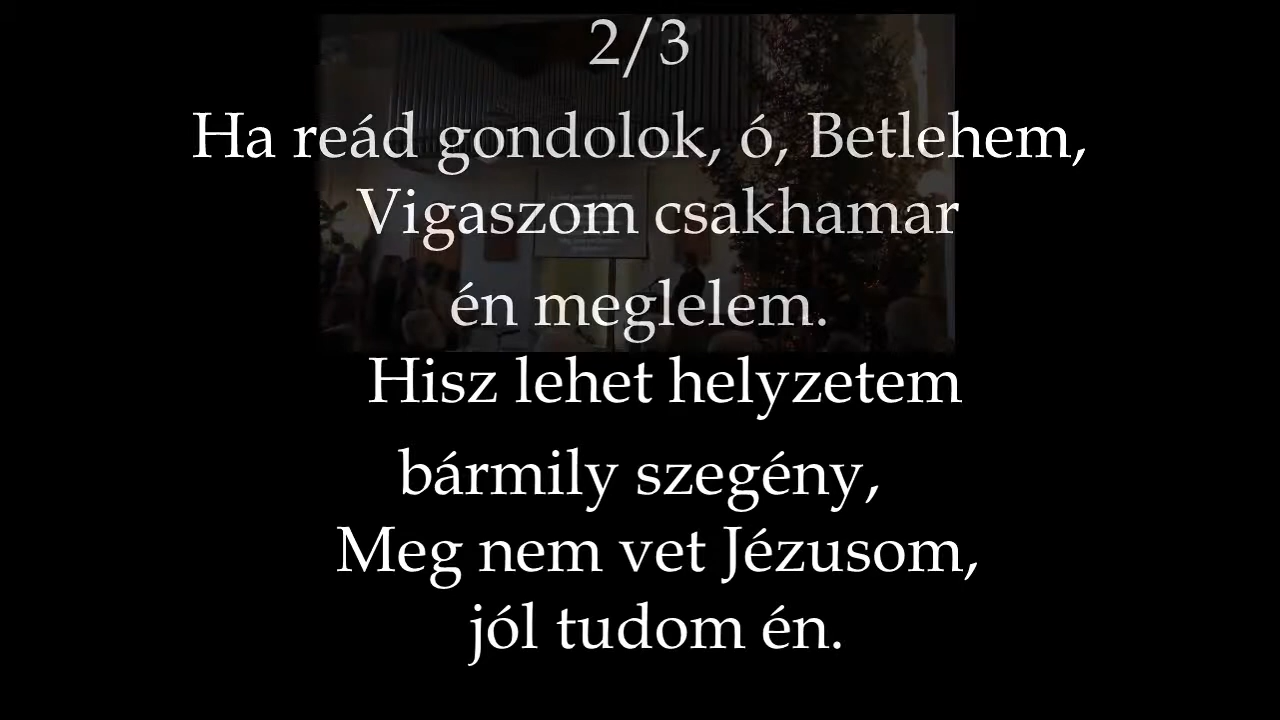 2/3
Ha reád gondolok, ó, Betlehem,
Vigaszom csakhamar
én meglelem.
Hisz lehet helyzetem
bármily szegény,
Meg nem vet Jézusom,
jól tudom én.